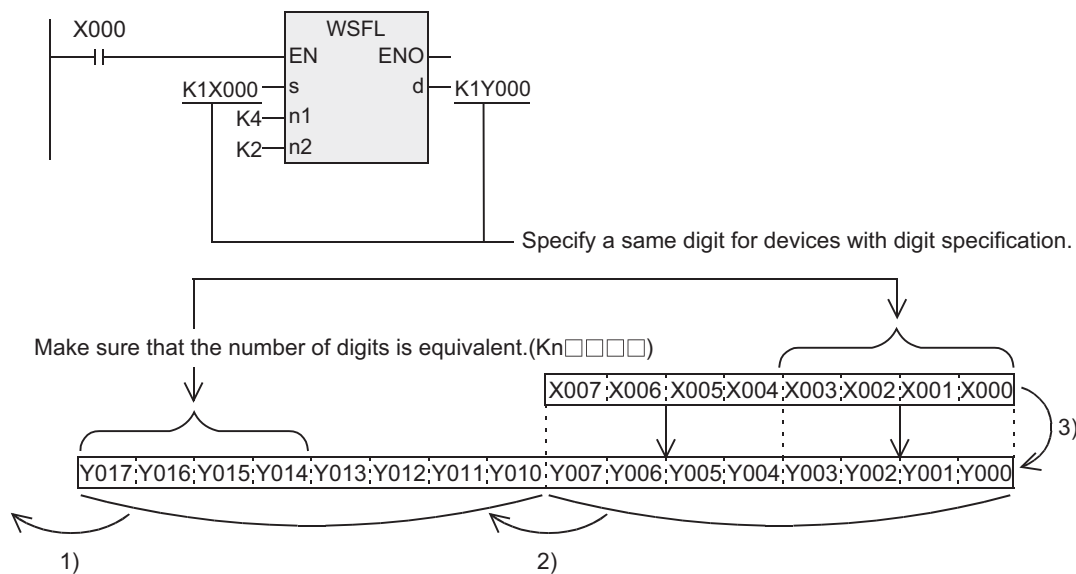 X000
WSFL
EN ENO
K1X000 s d K1Y000
K4 n1
K2 n2
Specify a same digit for devices with digit specification.
Make sure that the number of digits is equivalent.(Kn□□□□)
X007 X006 X005 X004 X003 X002 X001 X000
3)
Y017 Y016 Y015 Y014 Y013 Y012 Y011 Y010 Y007 Y006 Y005 Y004 Y003 Y002 Y001 Y000
1) 2)